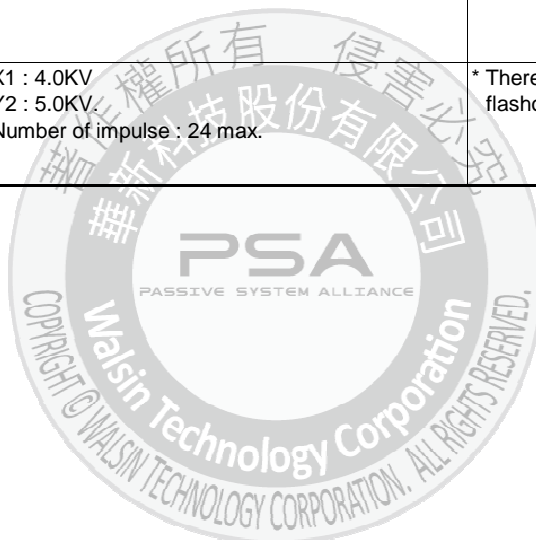 X1 : 4.0KV
Y2 : 5.0KV.
Number of impulse : 24 max.
* There
著作權所有 侵害必究
華新科技股份有限公司
PSA
PASSIVE SYSTEM ALLIANCE
Walsin Technology Corporation
COPYRIGHT © WALSIN TECHNOLOGY CORPORATION. ALL RIGHTS RESERVED.